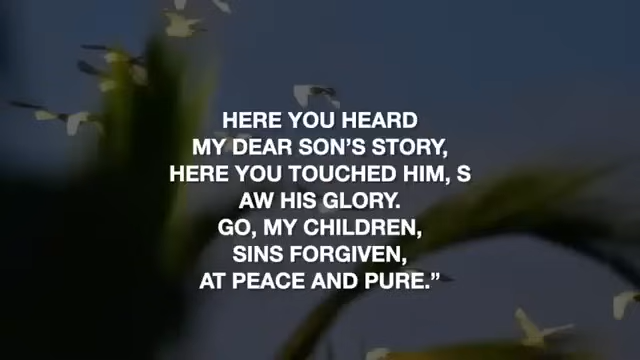 HERE YOU HEARD
MY DEAR SON’S STORY,
HERE YOU TOUCHED HIM, S
AW HIS GLORY.
GO, MY CHILDREN,
SINS FORGIVEN,
AT PEACE AND PURE.”